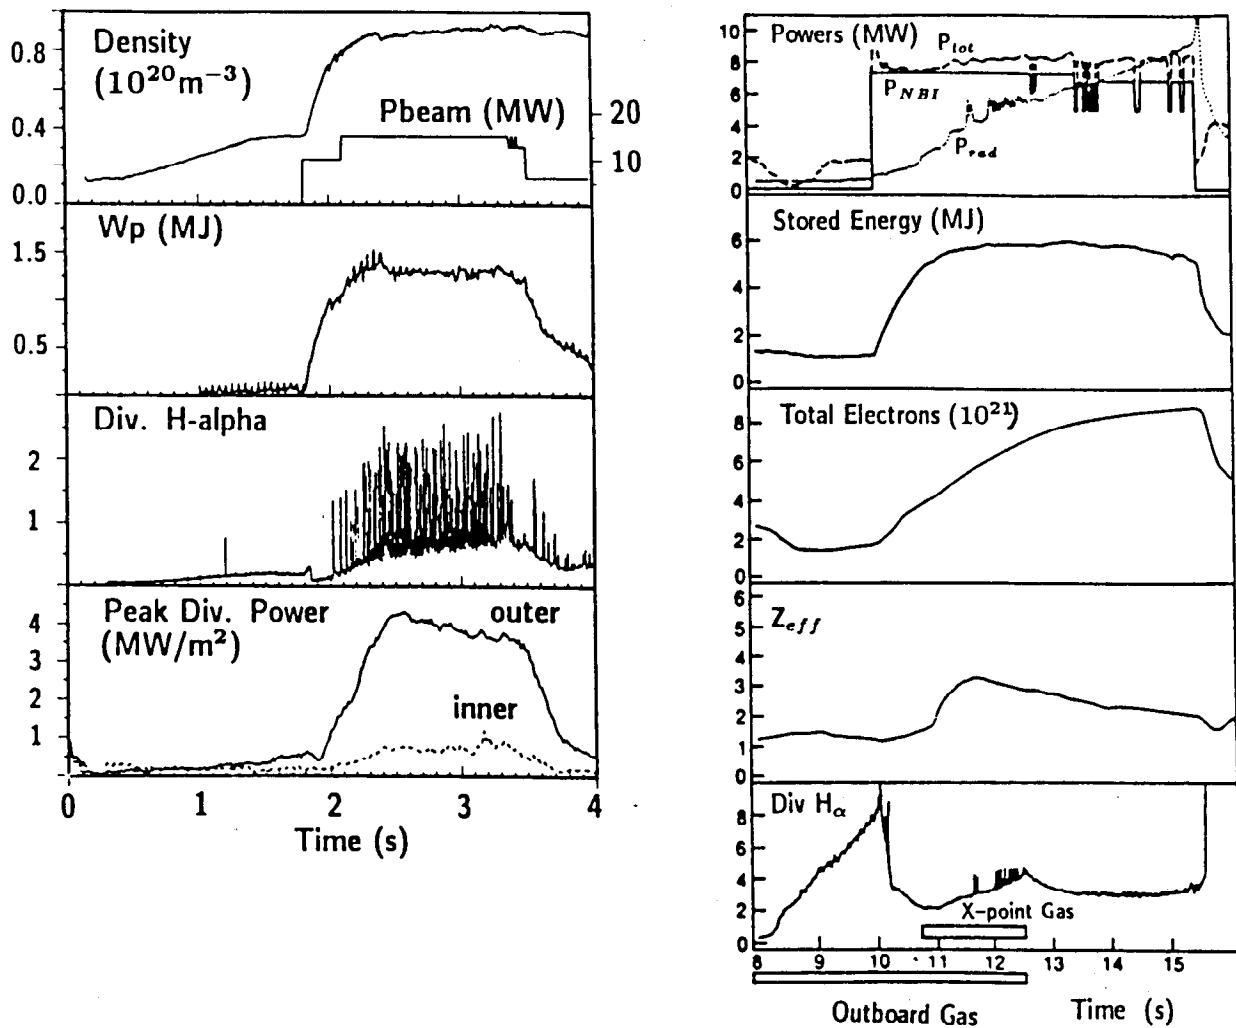 Density
(10²⁰m⁻³)
0.8
0.4
0.0
Pbeam (MW)
20
10
Wp (MJ)
1.5
1
0.5
Div. H-alpha
2
1
Peak Div. Power
(MW/m²)
outer
inner
4
3
2
1
0 1 2 3 4
Time (s)
Powers (MW)
P_tot
P_NBI
P_rad
10
8
6
4
2
0
Stored Energy (MJ)
6
4
2
0
Total Electrons (10²¹)
8
6
4
2
0
Z_eff
6
5
4
3
2
1
0
Div H_α
8
6
4
2
0
X-point Gas
8 9 10 11 12 13 14 15
Outboard Gas
Time (s)